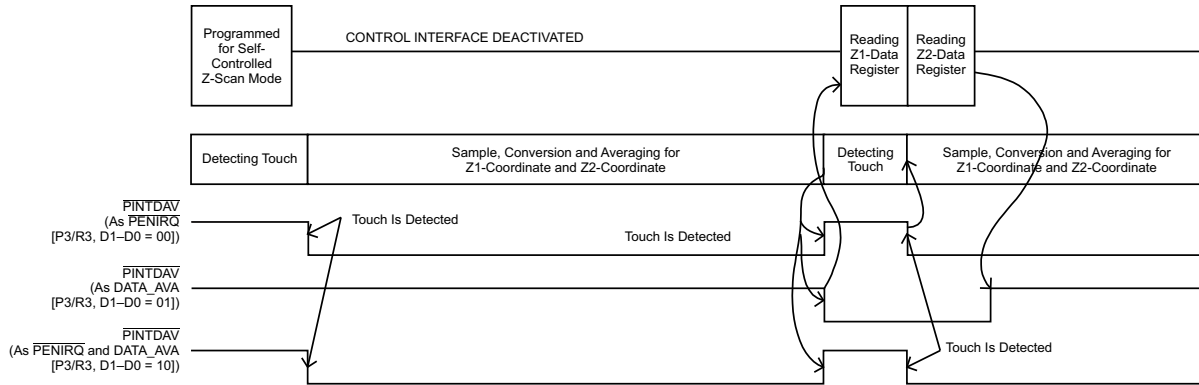 Programmed
for Self-
Controlled
Z-Scan Mode
CONTROL INTERFACE DEACTIVATED
Reading
Z1-Data
Register
Reading
Z2-Data
Register
Detecting Touch
Sample, Conversion and Averaging for
Z1-Coordinate and Z2-Coordinate
Detecting
Touch
Sample, Conversion and Averaging for
Z1-Coordinate and Z2-Coordinate
PINTDAV
(As PENIRQ
[P3/R3, D1–D0 = 00])
Touch Is Detected
Touch Is Detected
PINTDAV
(As DATA_AVA
[P3/R3, D1–D0 = 01])
PINTDAV
(As PENIRQ and DATA_AVA
[P3/R3, D1–D0 = 10])
Touch Is Detected